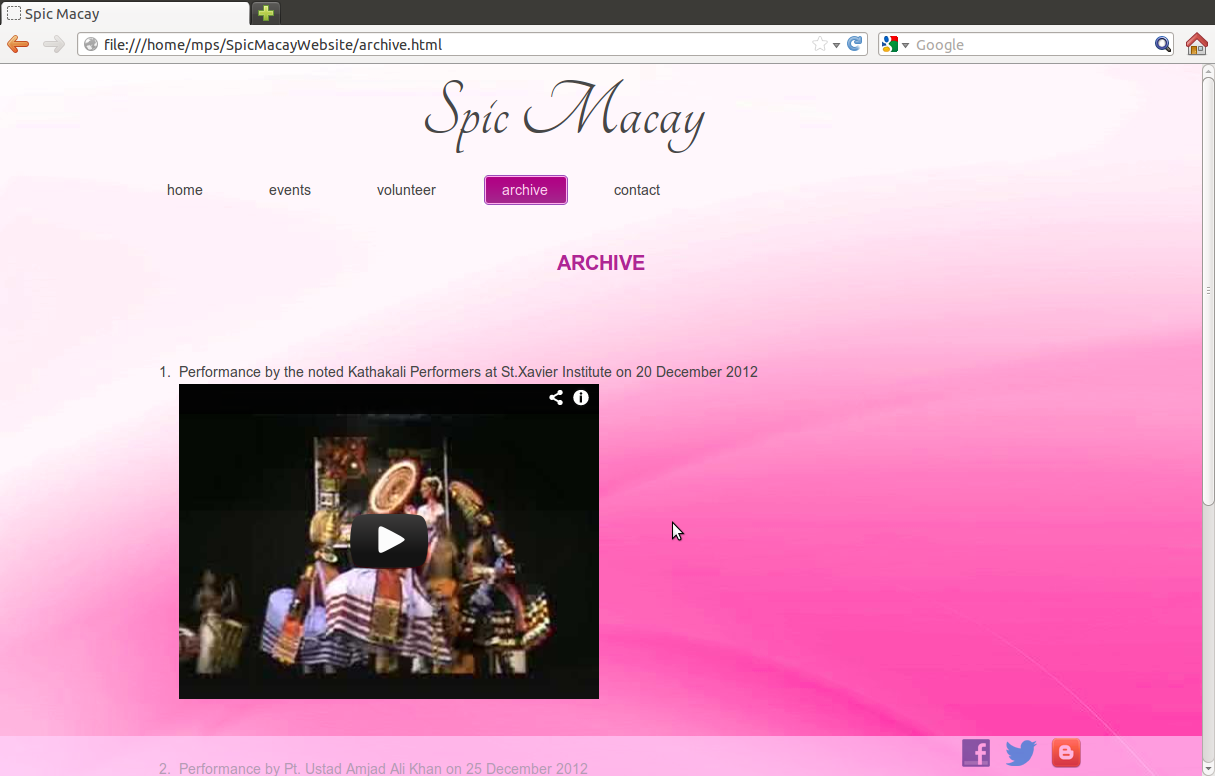 Spic Macay
file:///home/mps/SpicMacayWebsite/archive.html
Google
Spic Macay
home events volunteer archive contact
ARCHIVE
1. Performance by the noted Kathakali Performers at St.Xavier Institute on 20 December 2012
2. Performance by Pt. Ustad Amjad Ali Khan on 25 December 2012